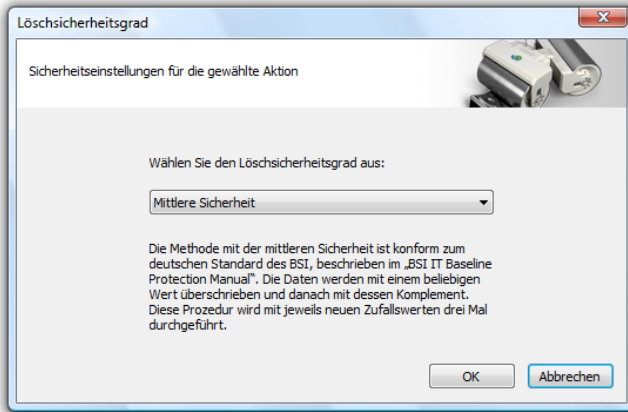 Löschsicherheitsgrad
Sicherheitseinstellungen für die gewählte Aktion
Wählen Sie den Löschsicherheitsgrad aus:
Mittlere Sicherheit
Die Methode mit der mittleren Sicherheit ist konform zum
deutschen Standard des BSI, beschrieben im „BSI IT Baseline
Protection Manual“. Die Daten werden mit einem beliebigen
Wert überschrieben und danach mit dessen Komplement.
Diese Prozedur wird mit jeweils neuen Zufallswerten drei Mal
durchgeführt.
OK Abbrechen